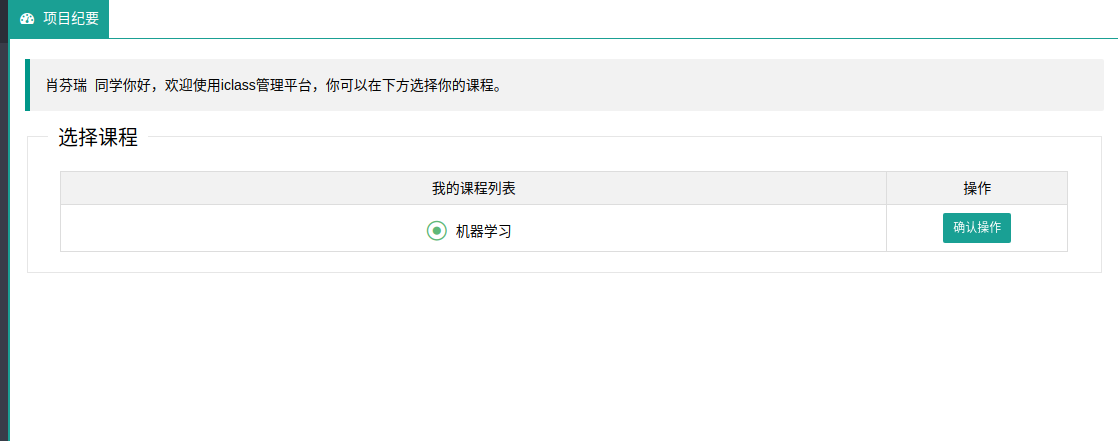 项目纪要
肖芬瑞 同学你好，欢迎使用iclass管理平台，你可以在下方选择你的课程。
选择课程
我的课程列表 操作
机器学习 确认操作